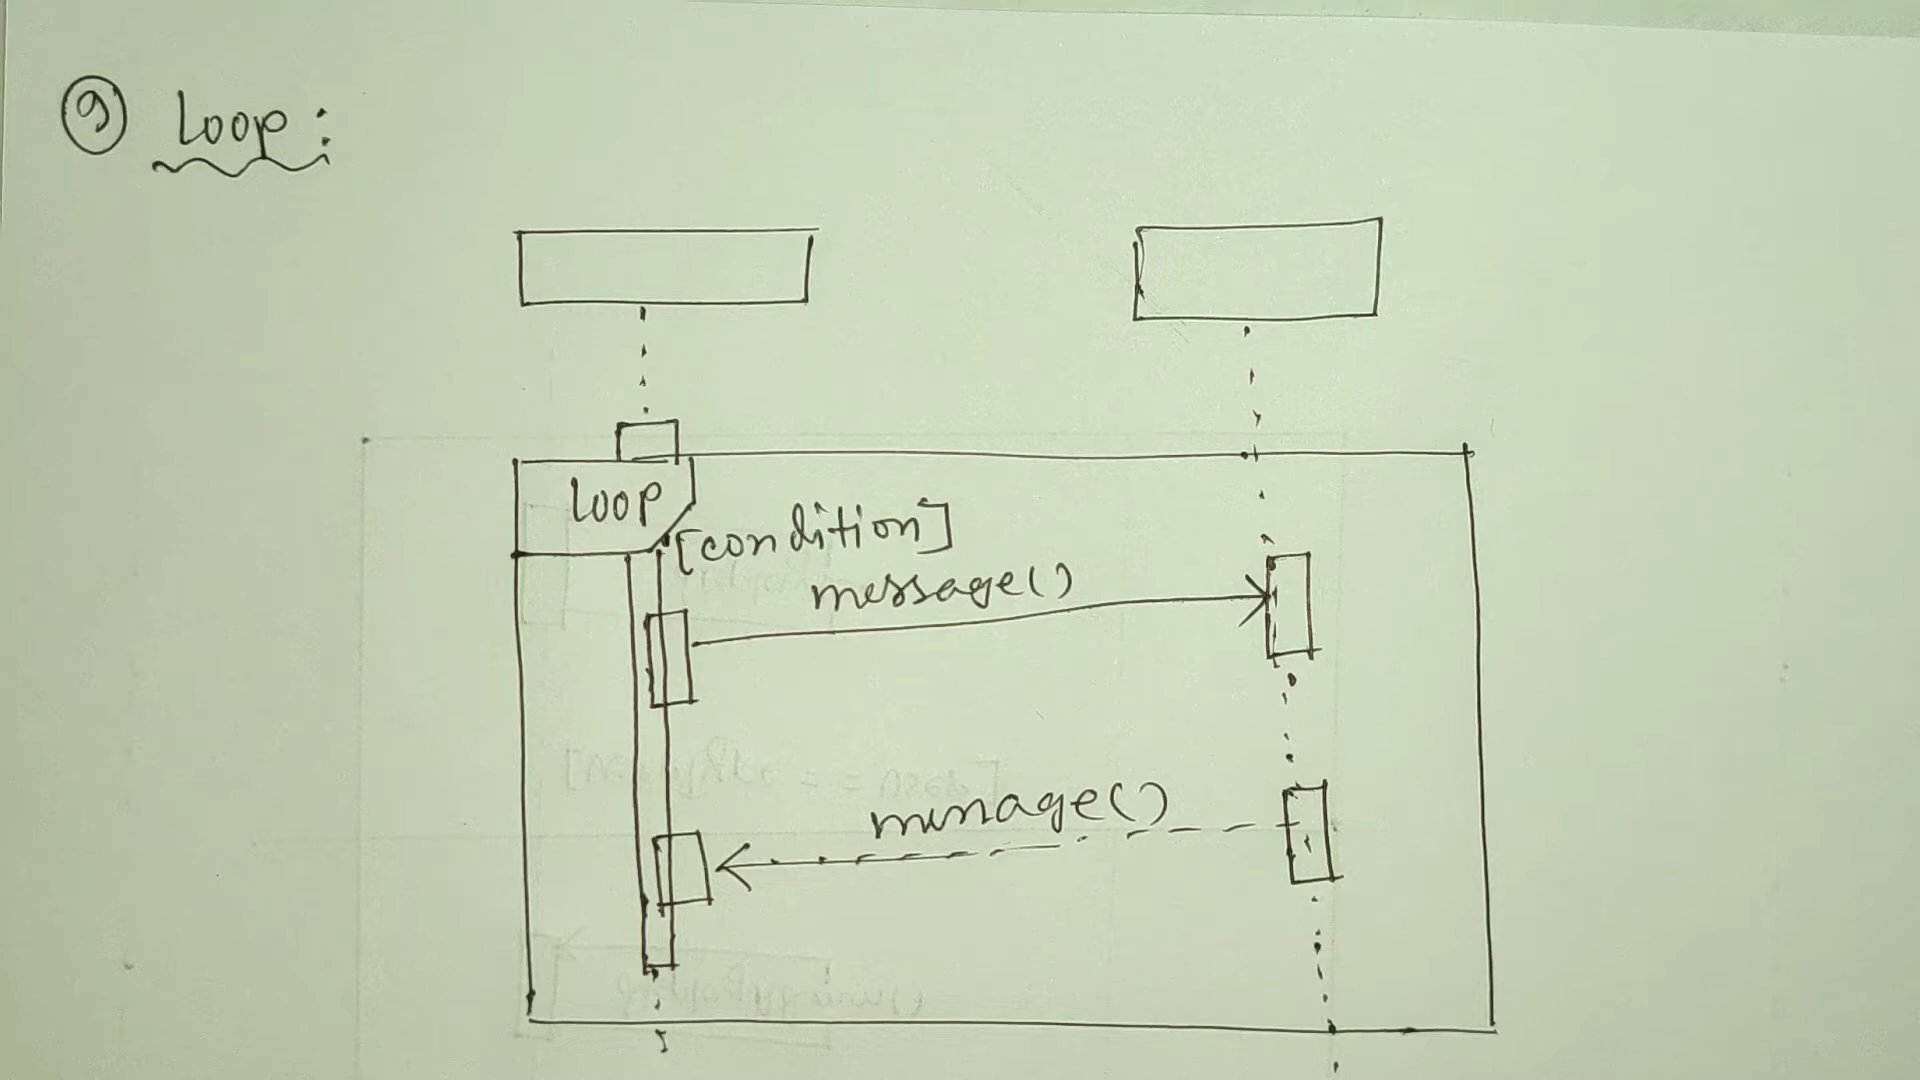 9 Loop:
Loop
[condition]
message()
message()